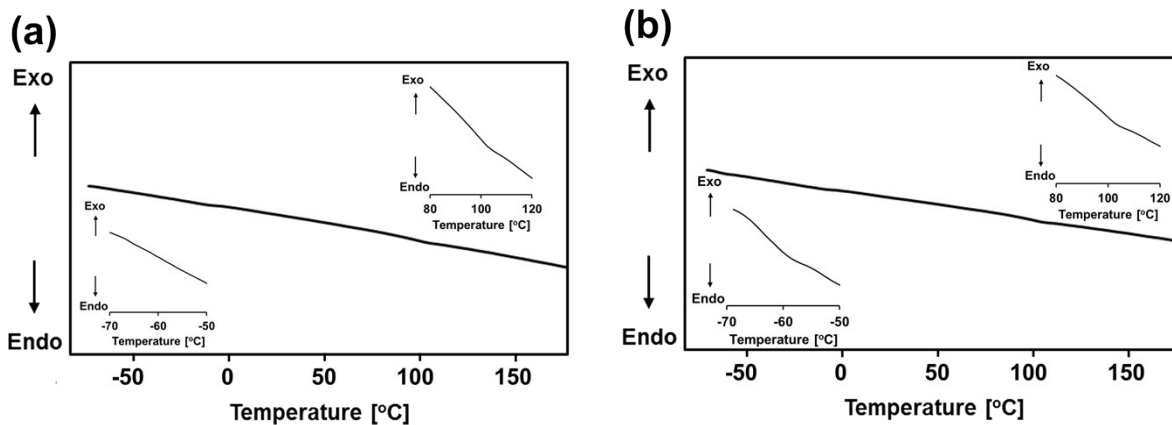 (a)
Exo
Endo
-50 0 50 100 150
Temperature [°C]
Exo
Endo
80 100 120
Temperature [°C]
Exo
Endo
-70 -60 -50
Temperature [°C]
(b)
Exo
Endo
-50 0 50 100 150
Temperature [°C]
Exo
Endo
80 100 120
Temperature [°C]
Exo
Endo
-70 -60 -50
Temperature [°C]